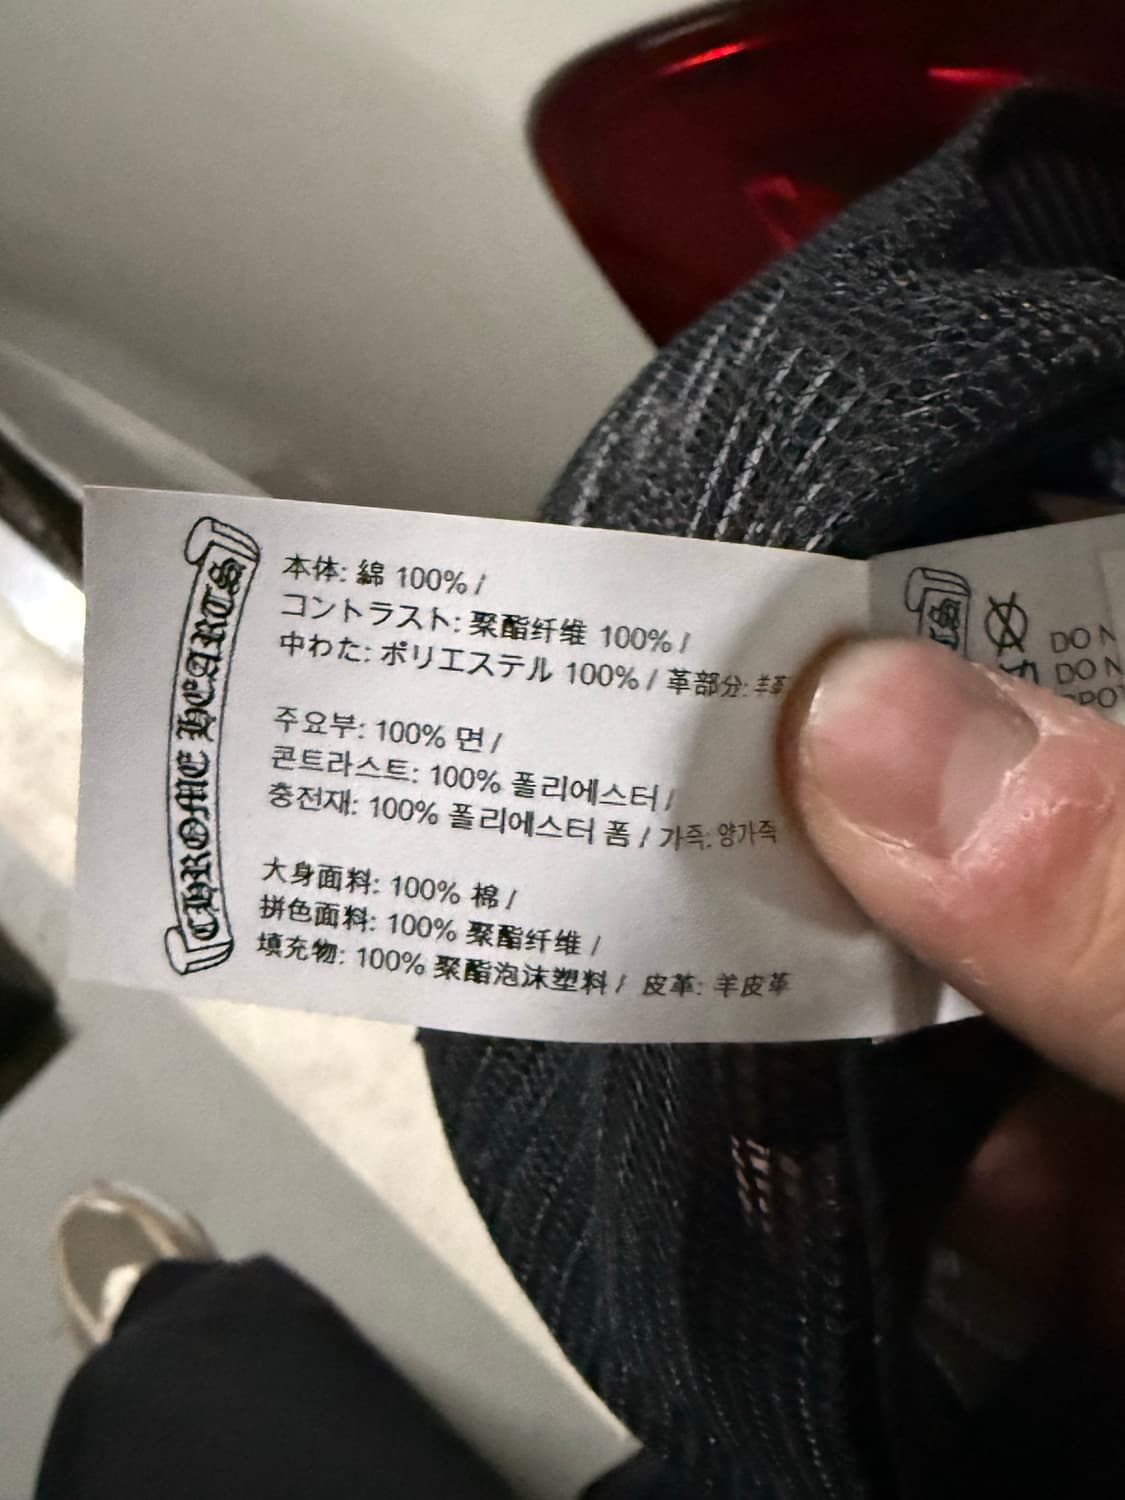 CHROME HEARTS
本体: 綿 100% /
コントラスト: 聚酯纤维 100% /
中わた: ポリエステル 100% / 革部分: 羊革
주요부: 100% 면 /
콘트라스트: 100% 폴리에스터 /
충전재: 100% 폴리에스터 폼 / 가죽: 양가죽
大身面料: 100% 棉 /
拼色面料: 100% 聚酯纤维 /
填充物: 100% 聚酯泡沫塑料 / 皮革: 羊皮革
DO N
DO N